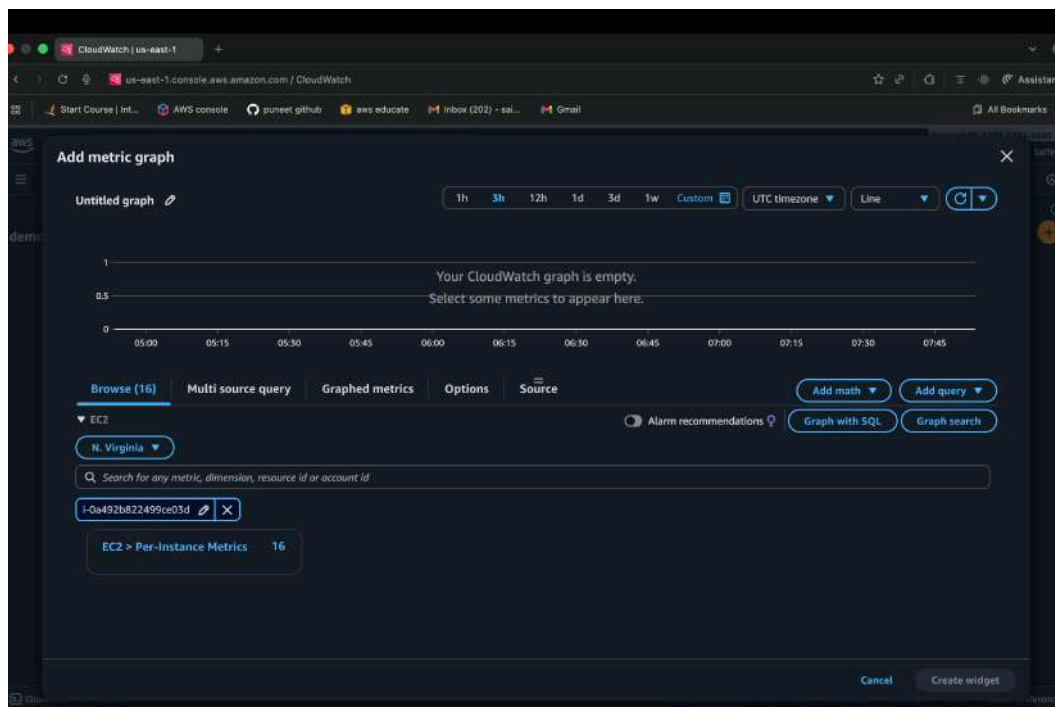 CloudWatch | us-east-1
us-east-1.console.aws.amazon.com / CloudWatch
Assistant
Start Course | Int...
AWS console
puneet github
aws educate
Inbox (202) - sai...
Gmail
All Bookmarks
aws
Add metric graph
Untitled graph
1h 3h 12h 1d 3d 1w Custom
UTC timezone
Line
demo
1
0.5
0
Your CloudWatch graph is empty.
Select some metrics to appear here.
05:00 05:15 05:30 05:45 06:00 06:15 06:30 06:45 07:00 07:15 07:30 07:45
Browse (16) Multi source query Graphed metrics Options Source
Add math
Add query
EC2
Alarm recommendations
Graph with SQL
Graph search
N. Virginia
Search for any metric, dimension, resource id or account id
i-0a492b822499ce03d
EC2 > Per-Instance Metrics 16
Cancel
Create widget